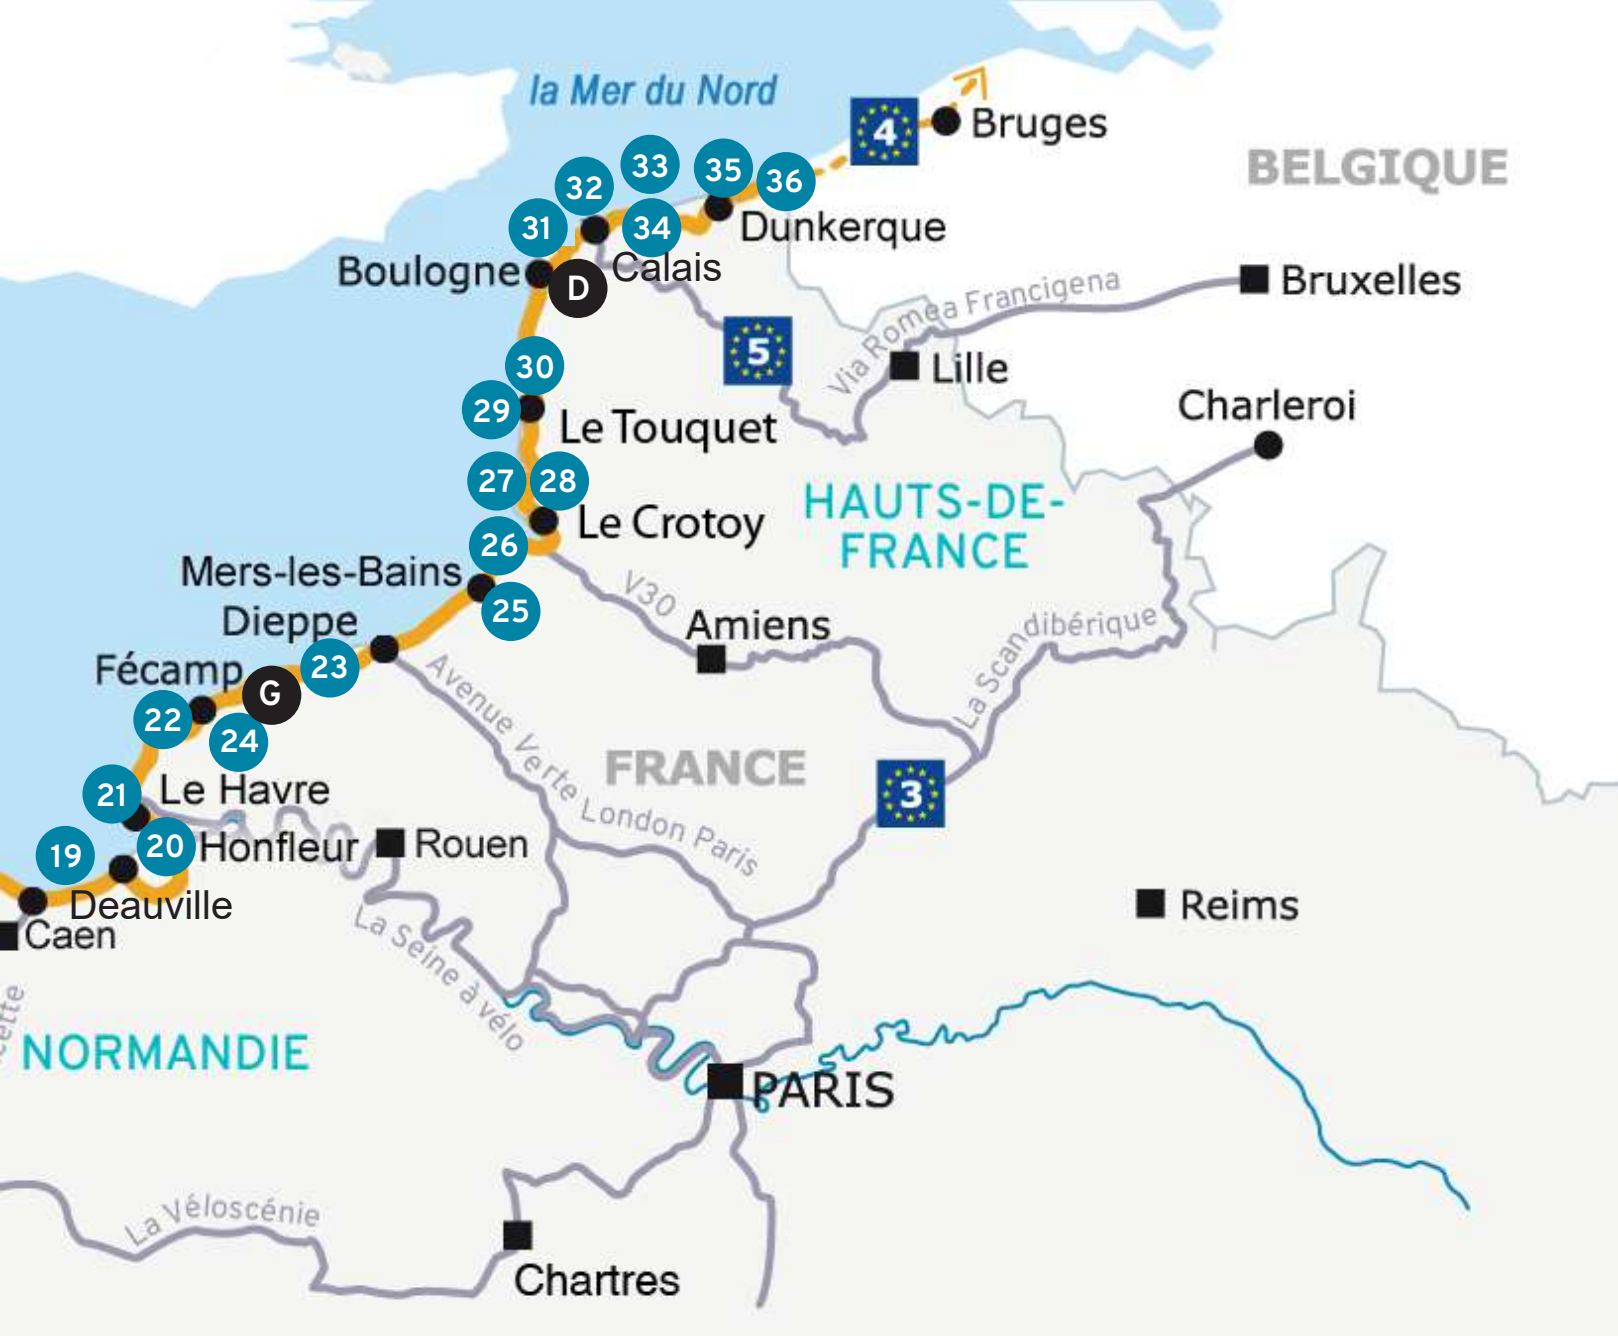 la Mer du Nord
4
Bruges
BELGIQUE
33
35
36
32
31
34
Dunkerque
Calais
Boulogne
D
Via Romea Francigena
Bruxelles
5
Lille
30
29
Le Touquet
Charleroi
27
28
HAUTS-DE-
FRANCE
Le Crotoy
26
Mers-les-Bains
25
V30
Dieppe
Amiens
La Scandibérique
Fécamp
G
23
22
24
Avenue Verte London Paris
FRANCE
3
21
Le Havre
19
20
Honfleur
Rouen
Deauville
Caen
Reims
La Seine à vélo
NORMANDIE
PARIS
La Véloscénie
Chartres